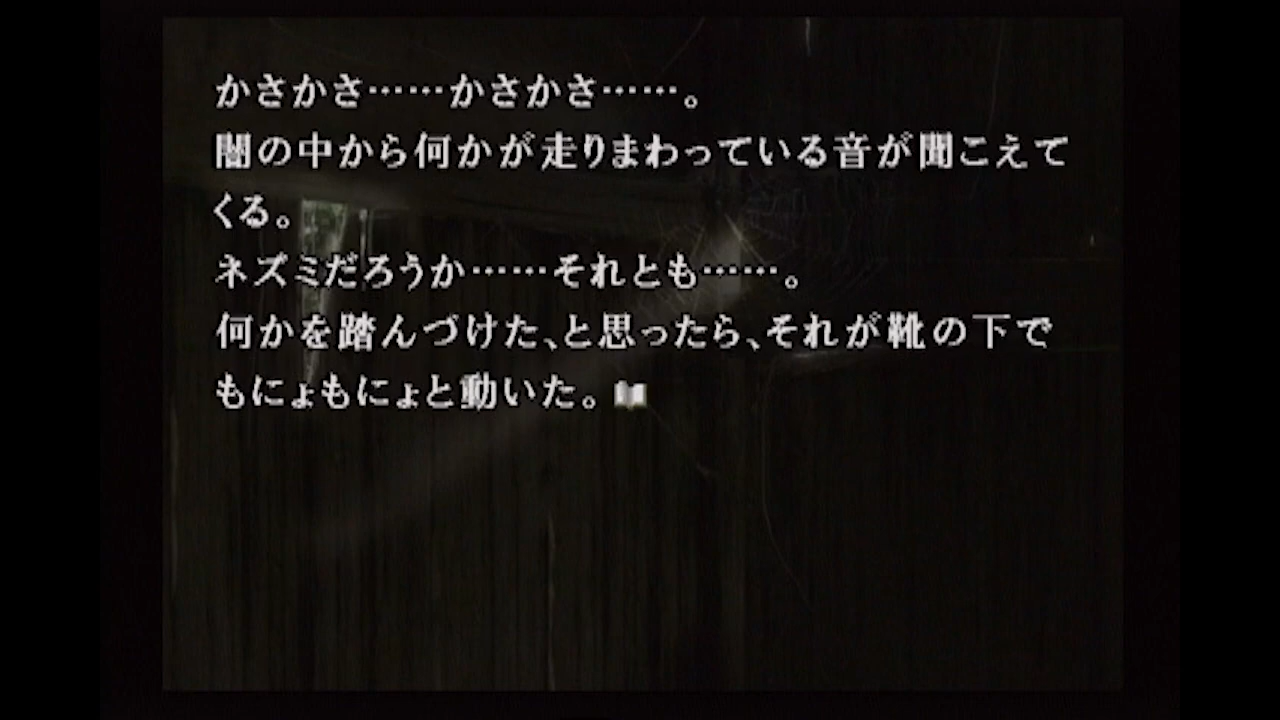 かさかさ……かさかさ……。
闇の中から何かが走りまわっている音が聞こえて
くる。
ネズミだろうか……それとも……。
何かを踏んづけた、と思ったら、それが靴の下で
もにょもにょと動いた。